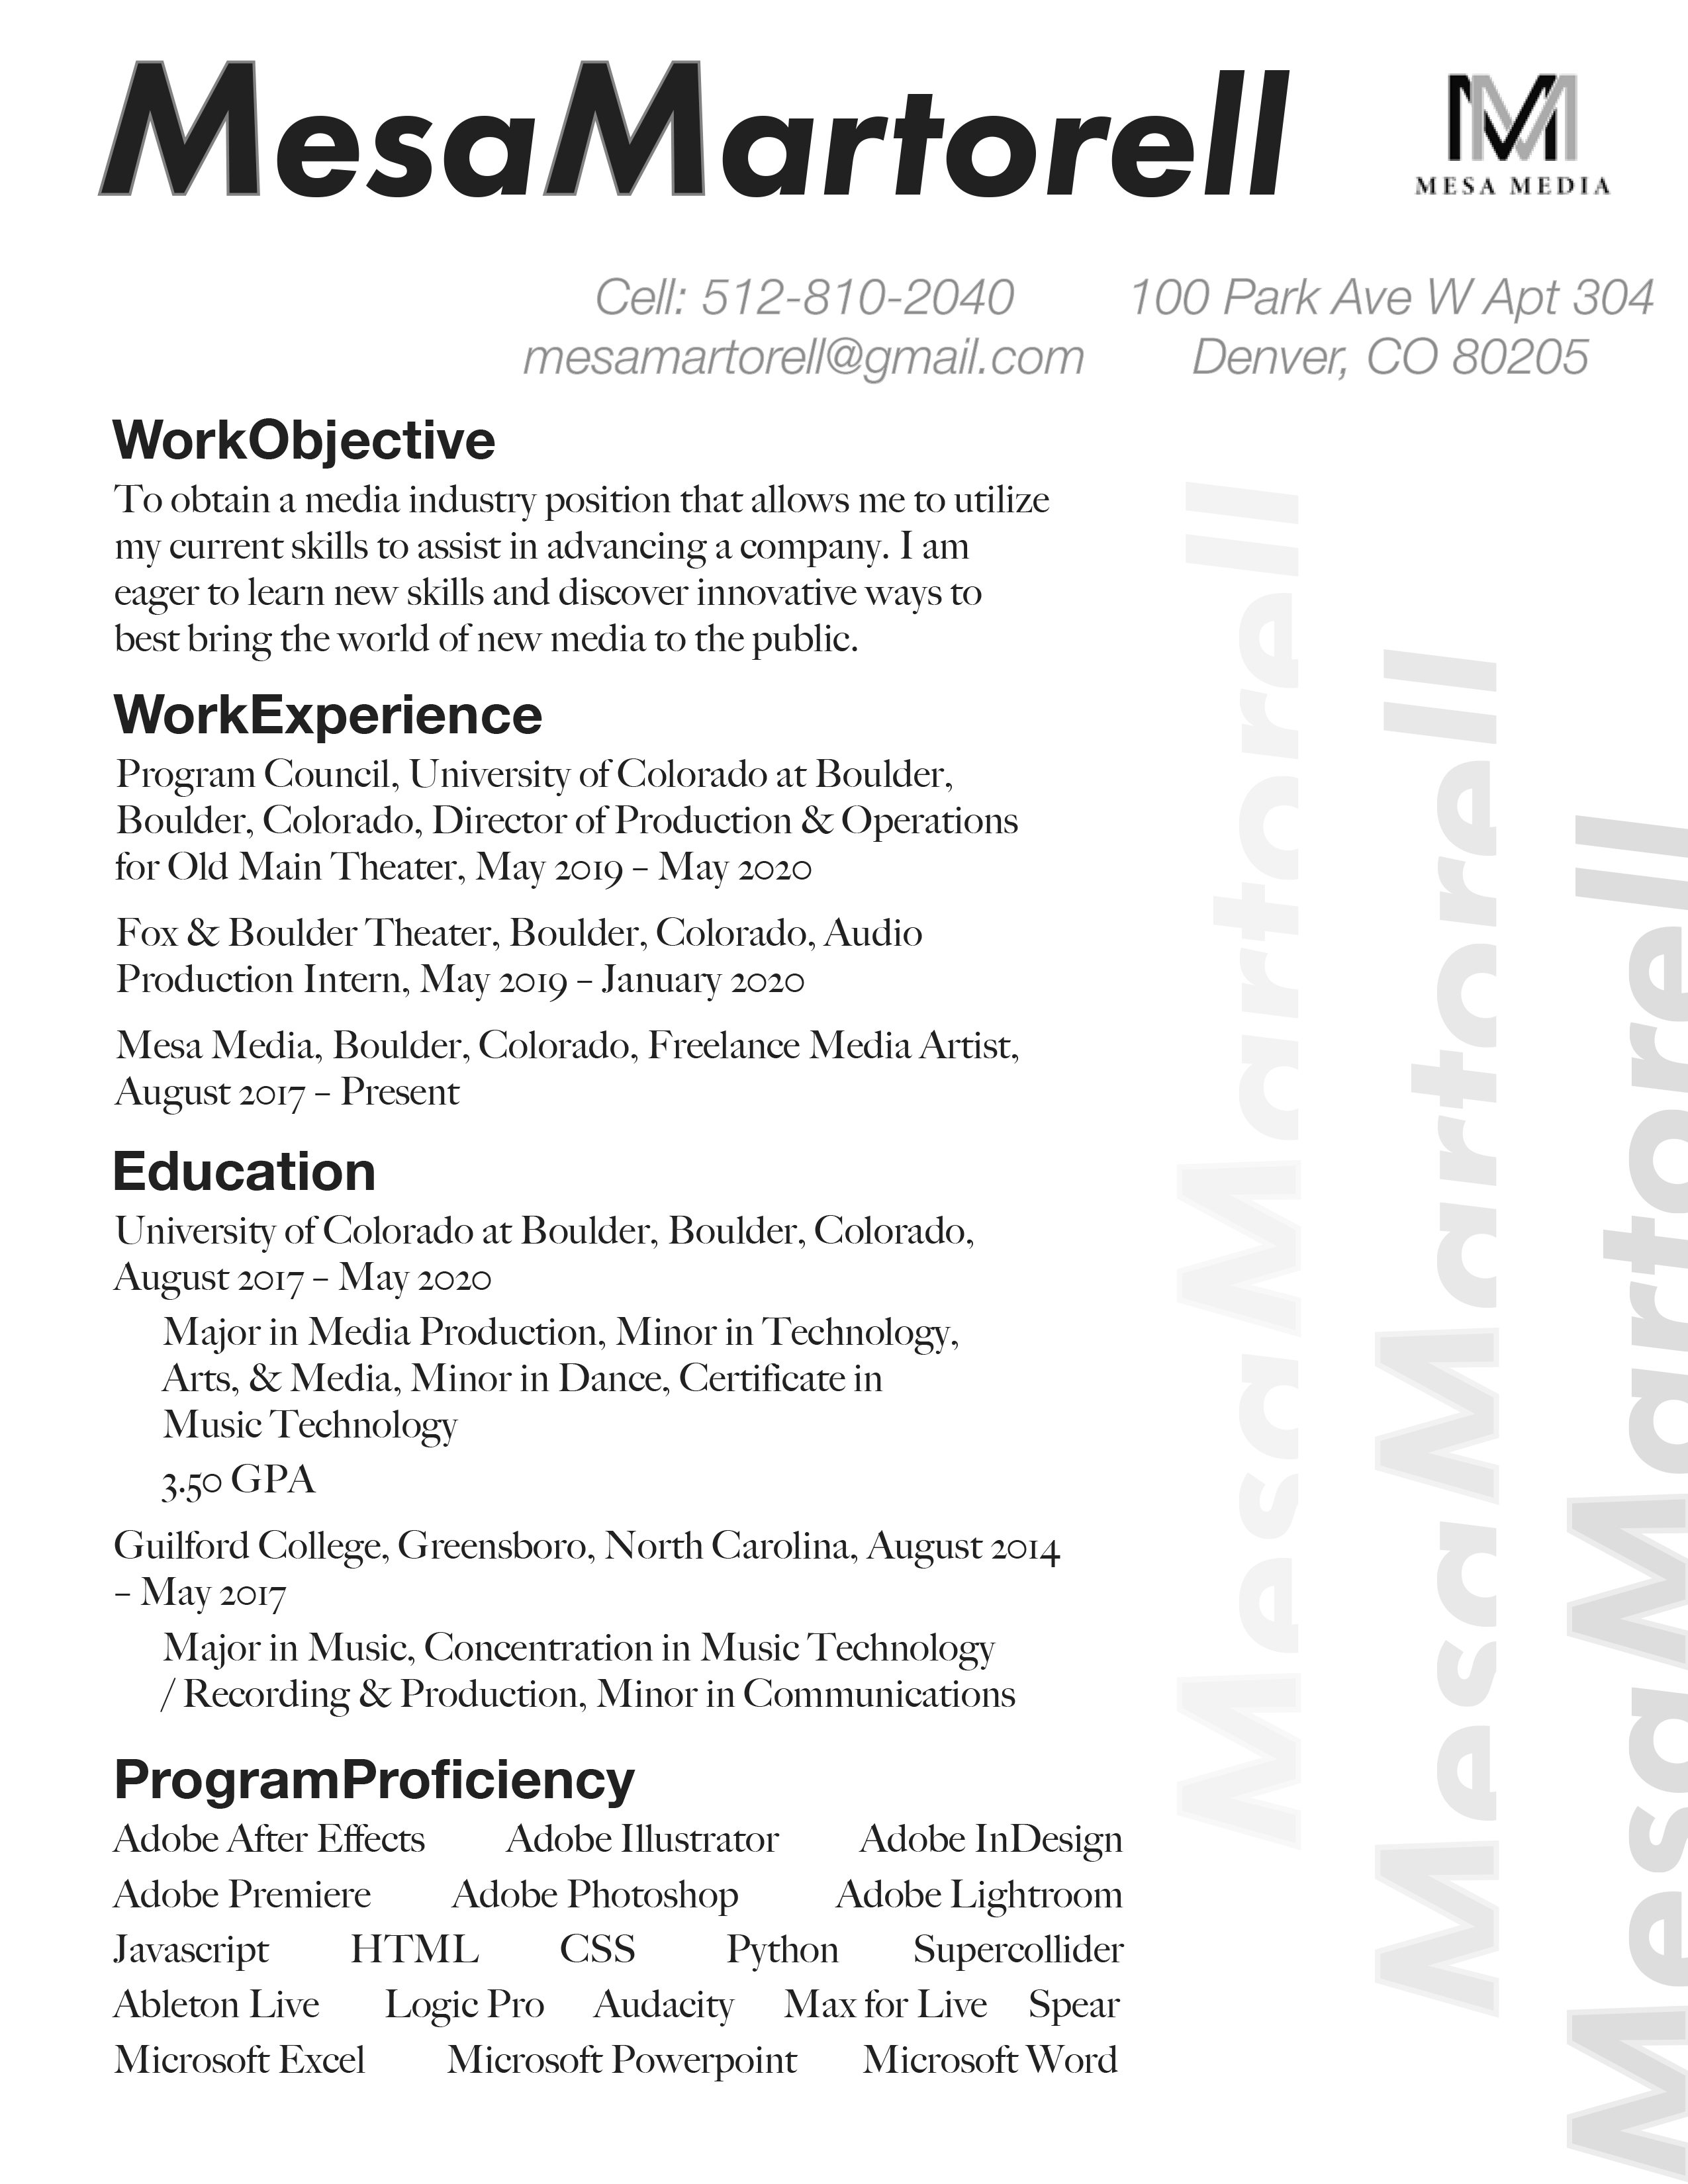 MesaMartorell
MESA MEDIA
Cell: 512-810-2040
mesamartorell@gmail.com
100 Park Ave W Apt 304
Denver, CO 80205
WorkObjective
To obtain a media industry position that allows me to utilize
my current skills to assist in advancing a company. I am
eager to learn new skills and discover innovative ways to
best bring the world of new media to the public.
WorkExperience
Program Council, University of Colorado at Boulder,
Boulder, Colorado, Director of Production & Operations
for Old Main Theater, May 2019 – May 2020
Fox & Boulder Theater, Boulder, Colorado, Audio
Production Intern, May 2019 – January 2020
Mesa Media, Boulder, Colorado, Freelance Media Artist,
August 2017 – Present
Education
University of Colorado at Boulder, Boulder, Colorado,
August 2017 – May 2020
Major in Media Production, Minor in Technology,
Arts, & Media, Minor in Dance, Certificate in
Music Technology
3.50 GPA
Guilford College, Greensboro, North Carolina, August 2014
– May 2017
Major in Music, Concentration in Music Technology
/ Recording & Production, Minor in Communications
ProgramProficiency
Adobe After Effects Adobe Illustrator Adobe InDesign
Adobe Premiere Adobe Photoshop Adobe Lightroom
Javascript HTML CSS Python Supercollider
Ableton Live Logic Pro Audacity Max for Live Spear
Microsoft Excel Microsoft Powerpoint Microsoft Word
MesaMartorell
MesaMartorell
MesaMartorell